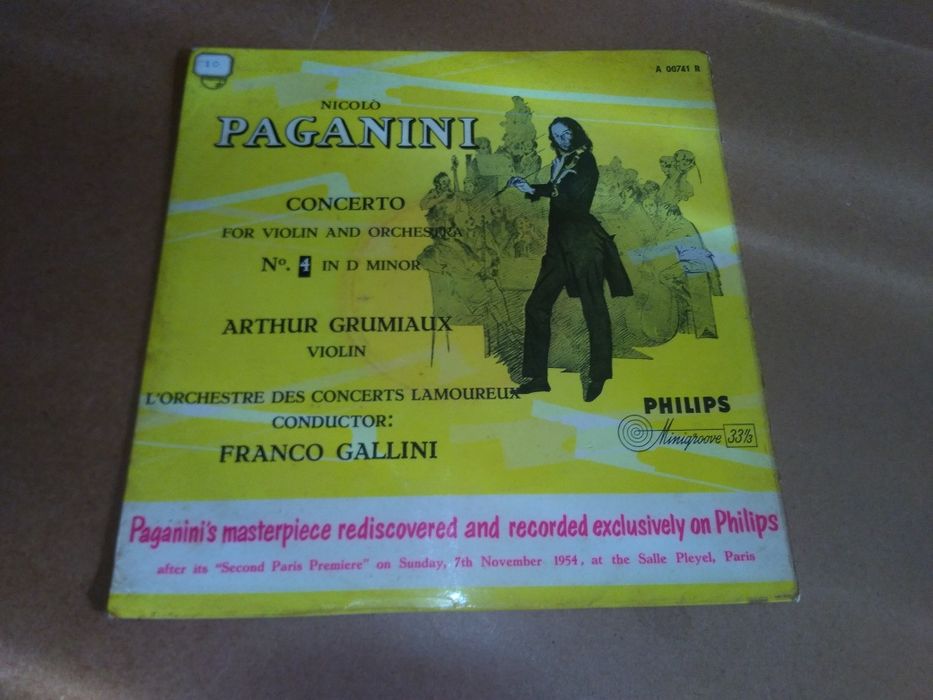 10
A 00741 R
NICOLÒ
PAGANINI
CONCERTO
FOR VIOLIN AND ORCHESTRA
Nº. 4 IN D MINOR
ARTHUR GRUMIAUX
VIOLIN
L'ORCHESTRE DES CONCERTS LAMOUREUX
CONDUCTOR:
FRANCO GALLINI
PHILIPS
Minigroove 33⅓
Paganini's masterpiece rediscovered and recorded exclusively on Philips
after its "Second Paris Premiere" on Sunday, 7th November 1954, at the Salle Pleyel, Paris